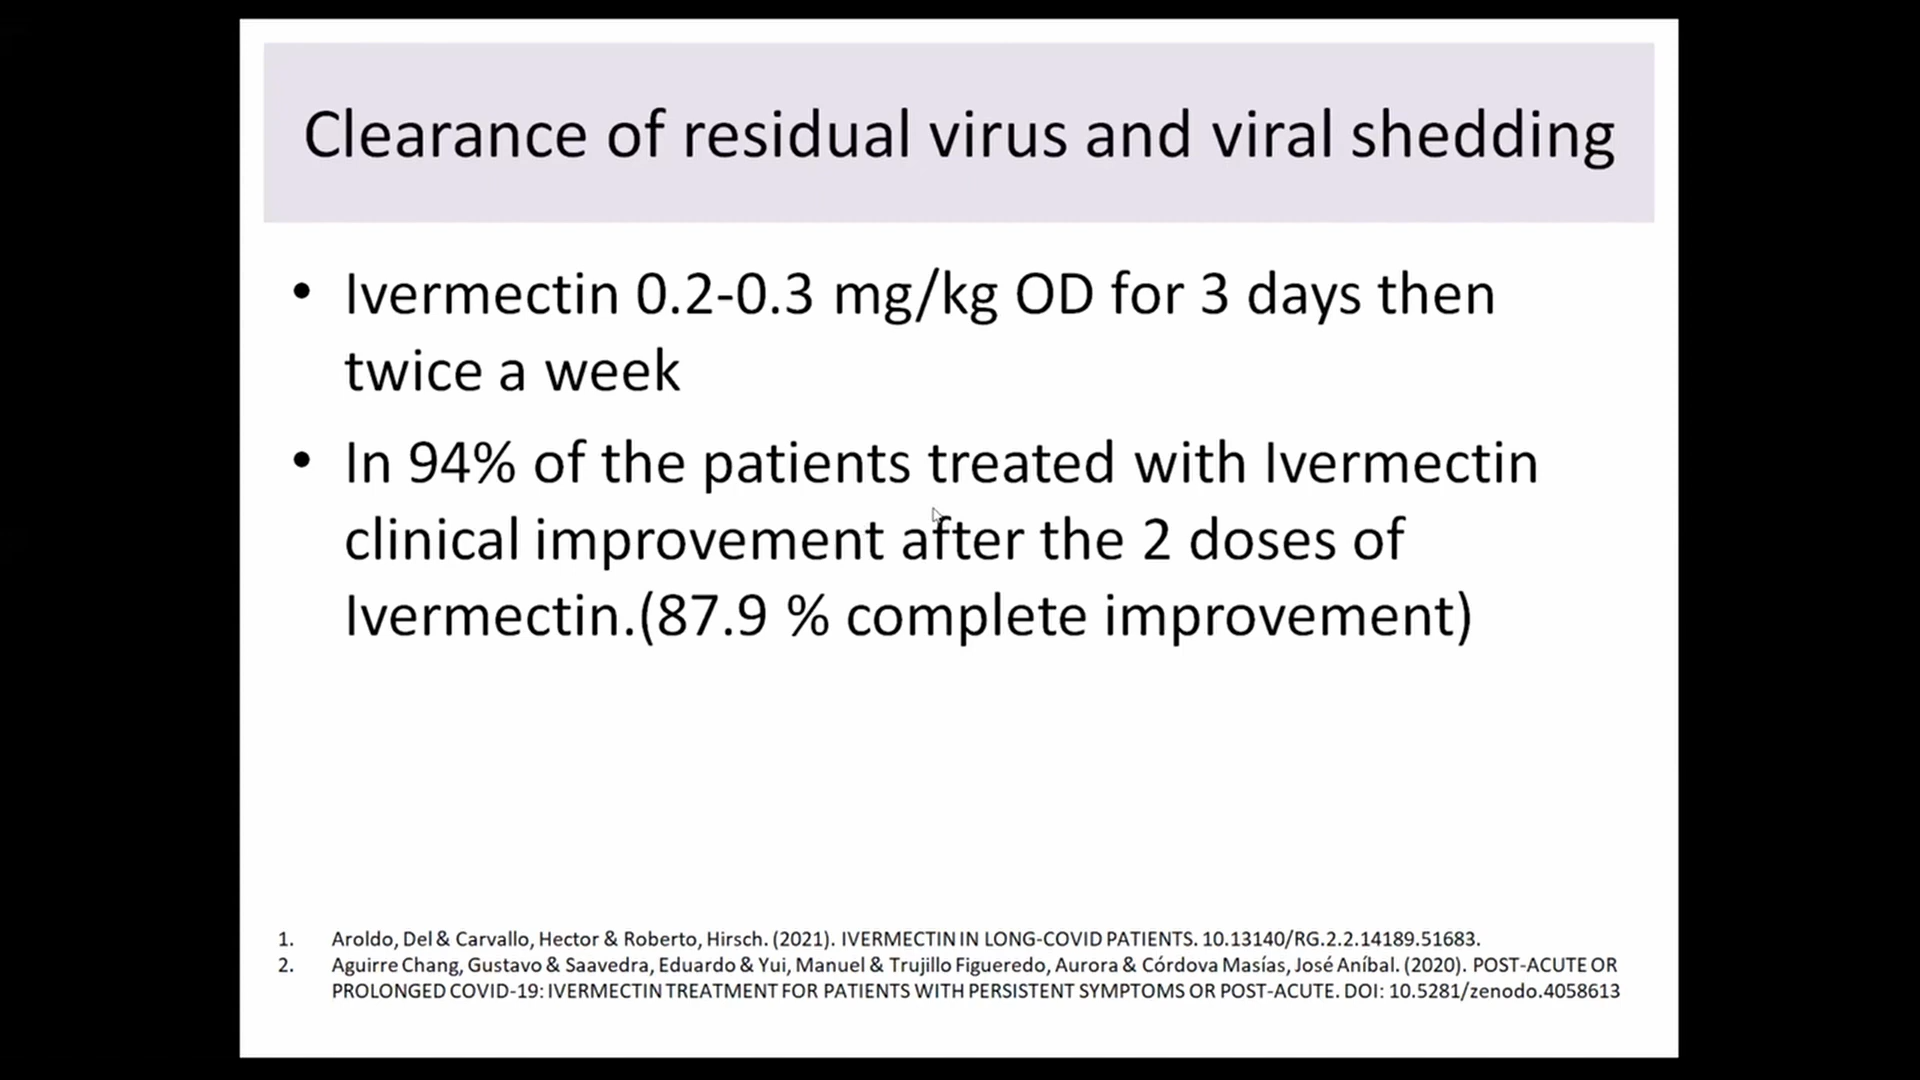 Clearance of residual virus and viral shedding
• Ivermectin 0.2-0.3 mg/kg OD for 3 days then
twice a week
• In 94% of the patients treated with Ivermectin
clinical improvement after the 2 doses of
Ivermectin.(87.9 % complete improvement)
1. Aroldo, Del & Carvallo, Hector & Roberto, Hirsch. (2021). IVERMECTIN IN LONG-COVID PATIENTS. 10.13140/RG.2.2.14189.51683.
2. Aguirre Chang, Gustavo & Saavedra, Eduardo & Yui, Manuel & Trujillo Figueredo, Aurora & Córdova Masías, José Aníbal. (2020). POST-ACUTE OR
PROLONGED COVID-19: IVERMECTIN TREATMENT FOR PATIENTS WITH PERSISTENT SYMPTOMS OR POST-ACUTE. DOI: 10.5281/zenodo.4058613